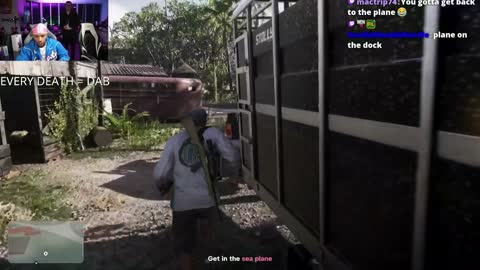 mactrip74: You gotta get back
to the plane 😂
plane on
the dock
EVERY DEATH = DAB
Get in the sea plane